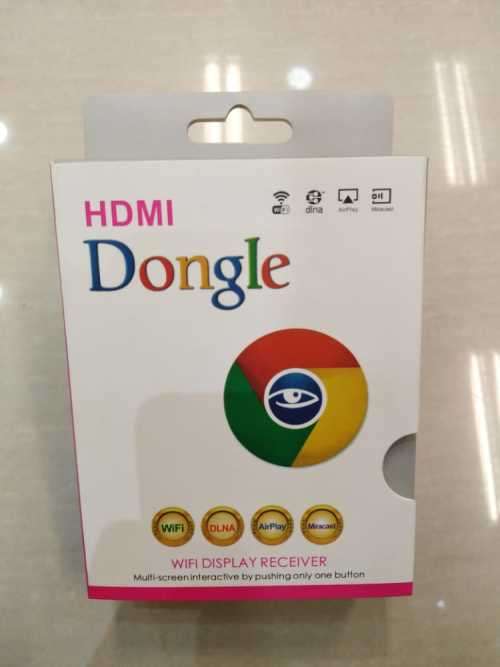 HDMI
WiFi dlna AirPlay Miracast
Dongle
WiFi DLNA AirPlay Miracast
WIFI DISPLAY RECEIVER
Multi-screen interactive by pushing only one button